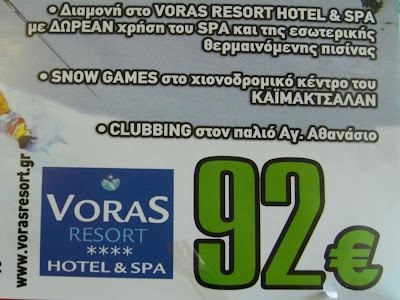 • Διαμονή στο VORAS RESORT HOTEL & SPA
με ΔΩΡΕΑΝ χρήση του SPA και της εσωτερικής
θερμαινόμενης πισίνας
• SNOW GAMES στο χιονοδρομικό κέντρο του
ΚΑΪΜΑΚΤΣΑΛΑΝ
• CLUBBING στον παλιό Αγ. Αθανάσιο
www.vorasresort.gr
VORAS
RESORT
****
HOTEL & SPA
92€